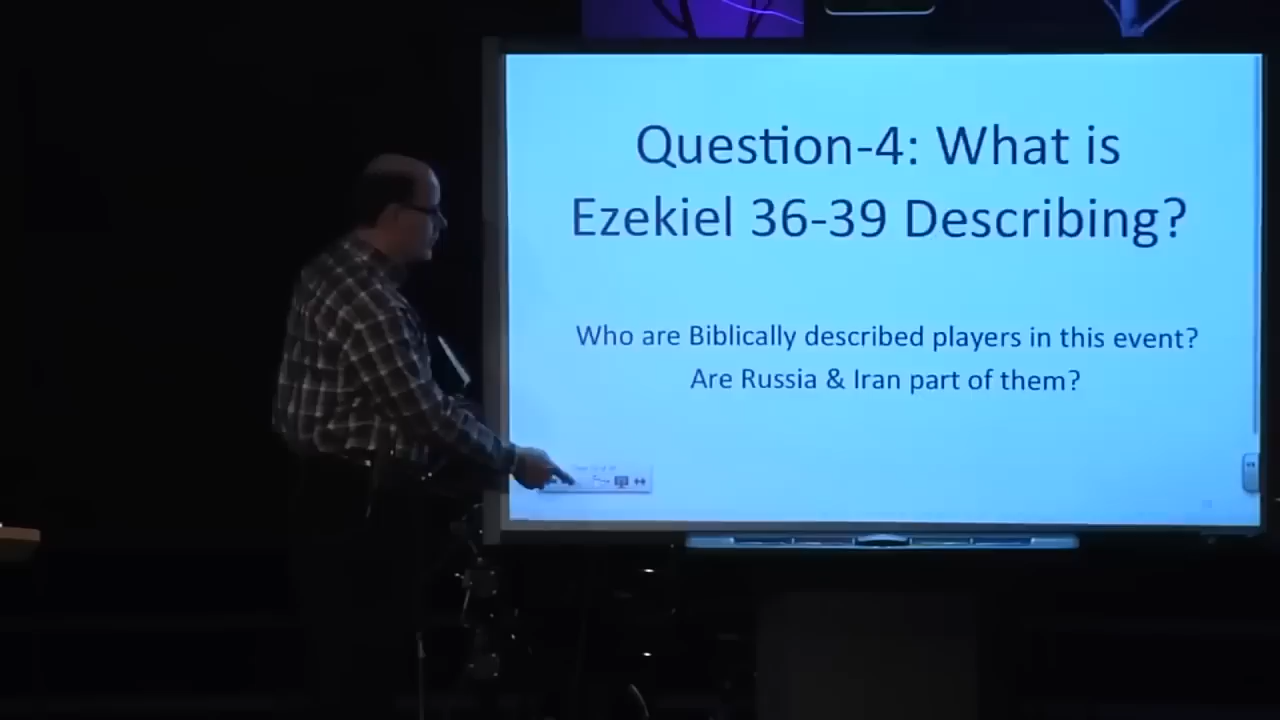 Question-4: What is
Ezekiel 36-39 Describing?
Who are Biblically described players in this event?
Are Russia & Iran part of them?